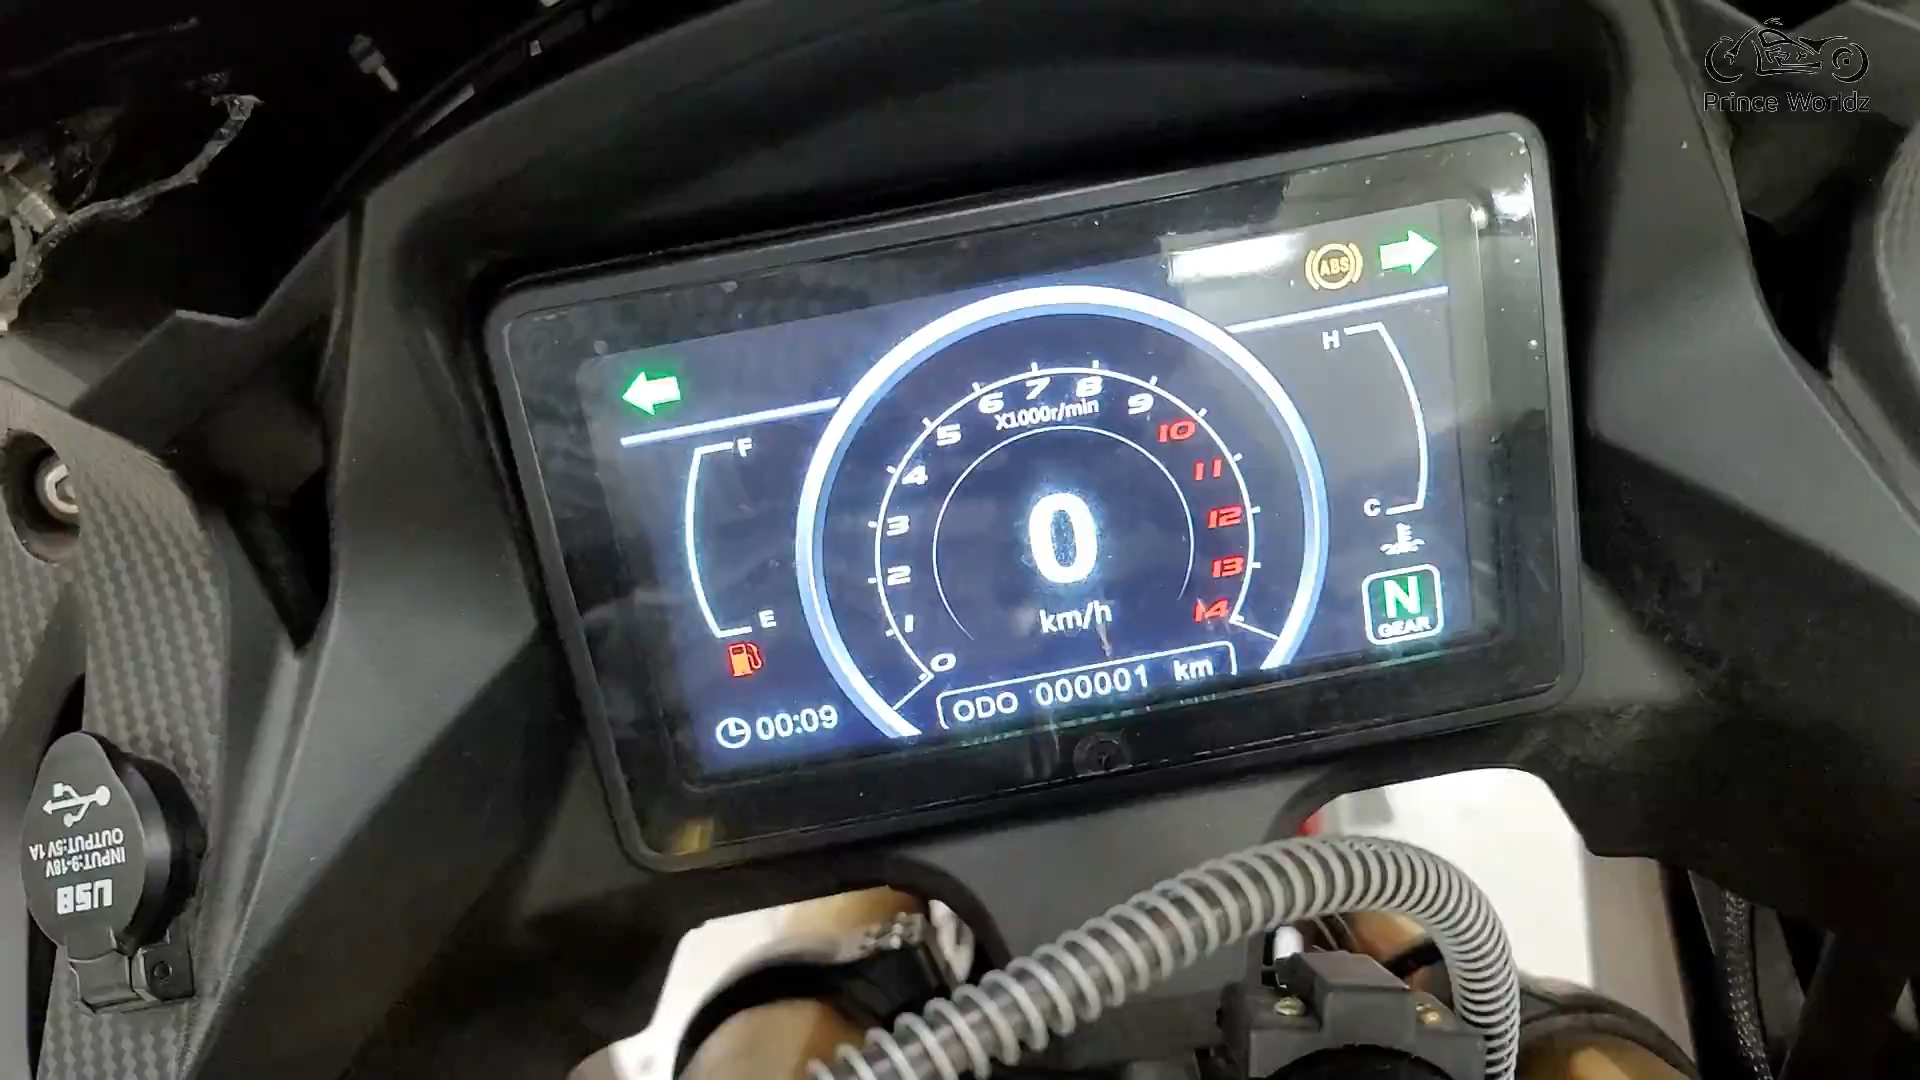 Prince Worldz
ABS
H
F
X1000r/min
0 1 2 3 4 5 6 7 8 9 10 11 12 13 14
0
km/h
C
E
N
GEAR
ODO 000001 km
00:09
USB
INPUT:9-18V
OUTPUT:5V 1A